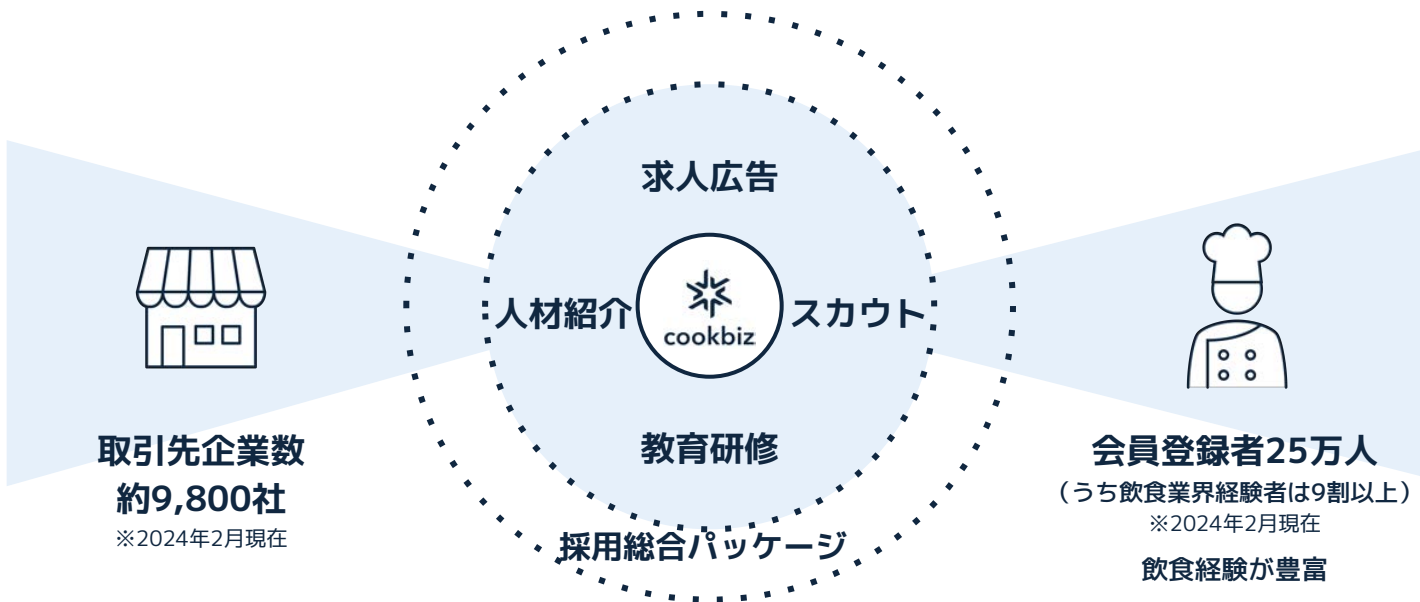 求人広告
人材紹介
cookbiz
スカウト
教育研修
採用総合パッケージ
取引先企業数
約9,800社
※2024年2月現在
会員登録者25万人
（うち飲食業界経験者は9割以上）
※2024年2月現在
飲食経験が豊富